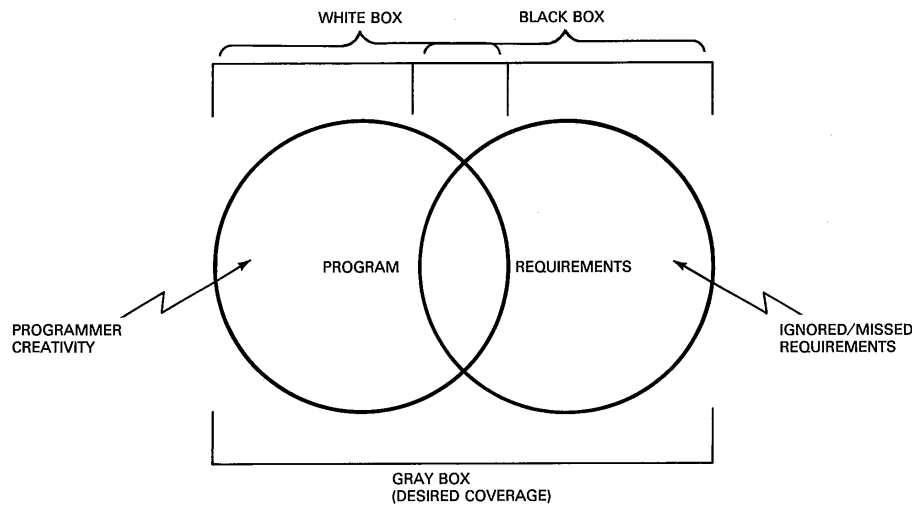 WHITE BOX
BLACK BOX
PROGRAM
REQUIREMENTS
PROGRAMMER
CREATIVITY
IGNORED/MISSED
REQUIREMENTS
GRAY BOX
(DESIRED COVERAGE)